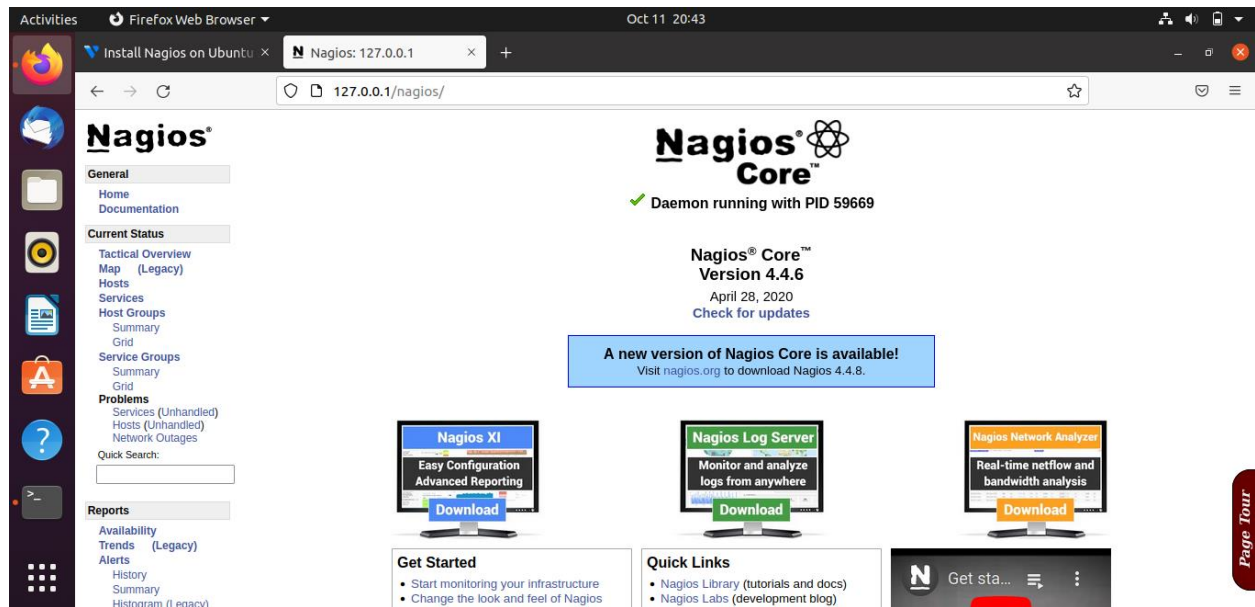 Activities
Firefox Web Browser
Oct 11 20:43
Install Nagios on Ubuntu
N Nagios: 127.0.0.1
127.0.0.1/nagios/
Nagios®
General
Home
Documentation
Current Status
Tactical Overview
Map (Legacy)
Hosts
Services
Host Groups
Summary
Grid
Service Groups
Summary
Grid
Problems
Services (Unhandled)
Hosts (Unhandled)
Network Outages
Quick Search:
Reports
Availability
Trends (Legacy)
Alerts
History
Summary
Histogram (Legacy)
Nagios®
Core™
Daemon running with PID 59669
Nagios® Core™
Version 4.4.6
April 28, 2020
Check for updates
A new version of Nagios Core is available!
Visit nagios.org to download Nagios 4.4.8.
Nagios XI
Easy Configuration
Advanced Reporting
Download
Nagios Log Server
Monitor and analyze
logs from anywhere
Download
Nagios Network Analyzer
Real-time netflow and
bandwidth analysis
Download
Get Started
• Start monitoring your infrastructure
• Change the look and feel of Nagios
Quick Links
• Nagios Library (tutorials and docs)
• Nagios Labs (development blog)
N Get sta...
Page Tour